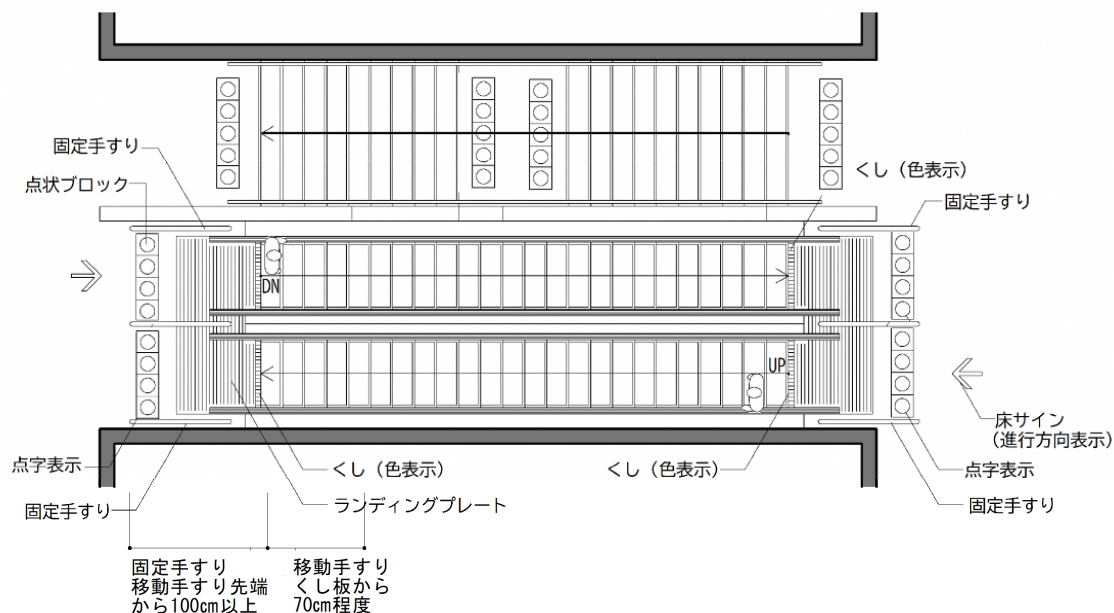 固定手すり
点状ブロック
くし（色表示）
固定手すり
DN
UP
床サイン
（進行方向表示）
点字表示
くし（色表示）
くし（色表示）
点字表示
固定手すり
ランディングプレート
固定手すり
固定手すり
移動手すり先端
から100cm以上
移動手すり
くし板から
70cm程度